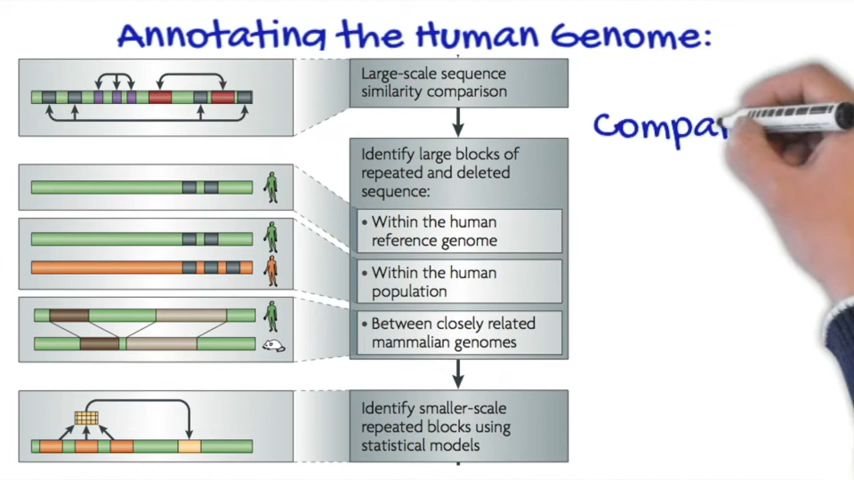 Annotating the Human Genome:
Large-scale sequence
similarity comparison
Compar
Identify large blocks of
repeated and deleted
sequence:
• Within the human
reference genome
• Within the human
population
• Between closely related
mammalian genomes
Identify smaller-scale
repeated blocks using
statistical models